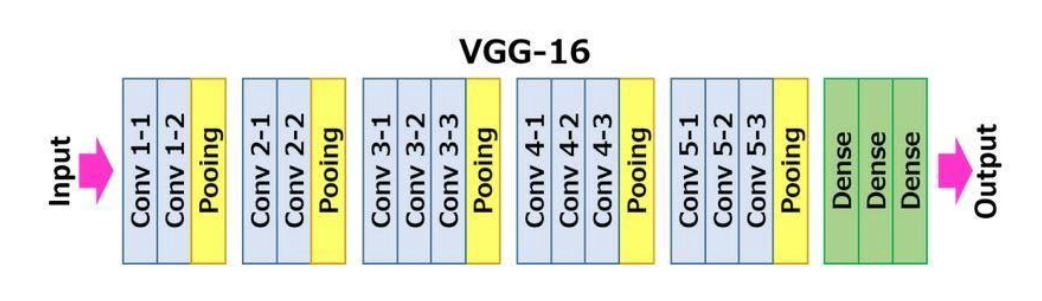 VGG-16
Input
Conv 1-1
Conv 1-2
Pooing
Conv 2-1
Conv 2-2
Pooing
Conv 3-1
Conv 3-2
Conv 3-3
Pooing
Conv 4-1
Conv 4-2
Conv 4-3
Pooing
Conv 5-1
Conv 5-2
Conv 5-3
Pooing
Dense
Dense
Dense
Output